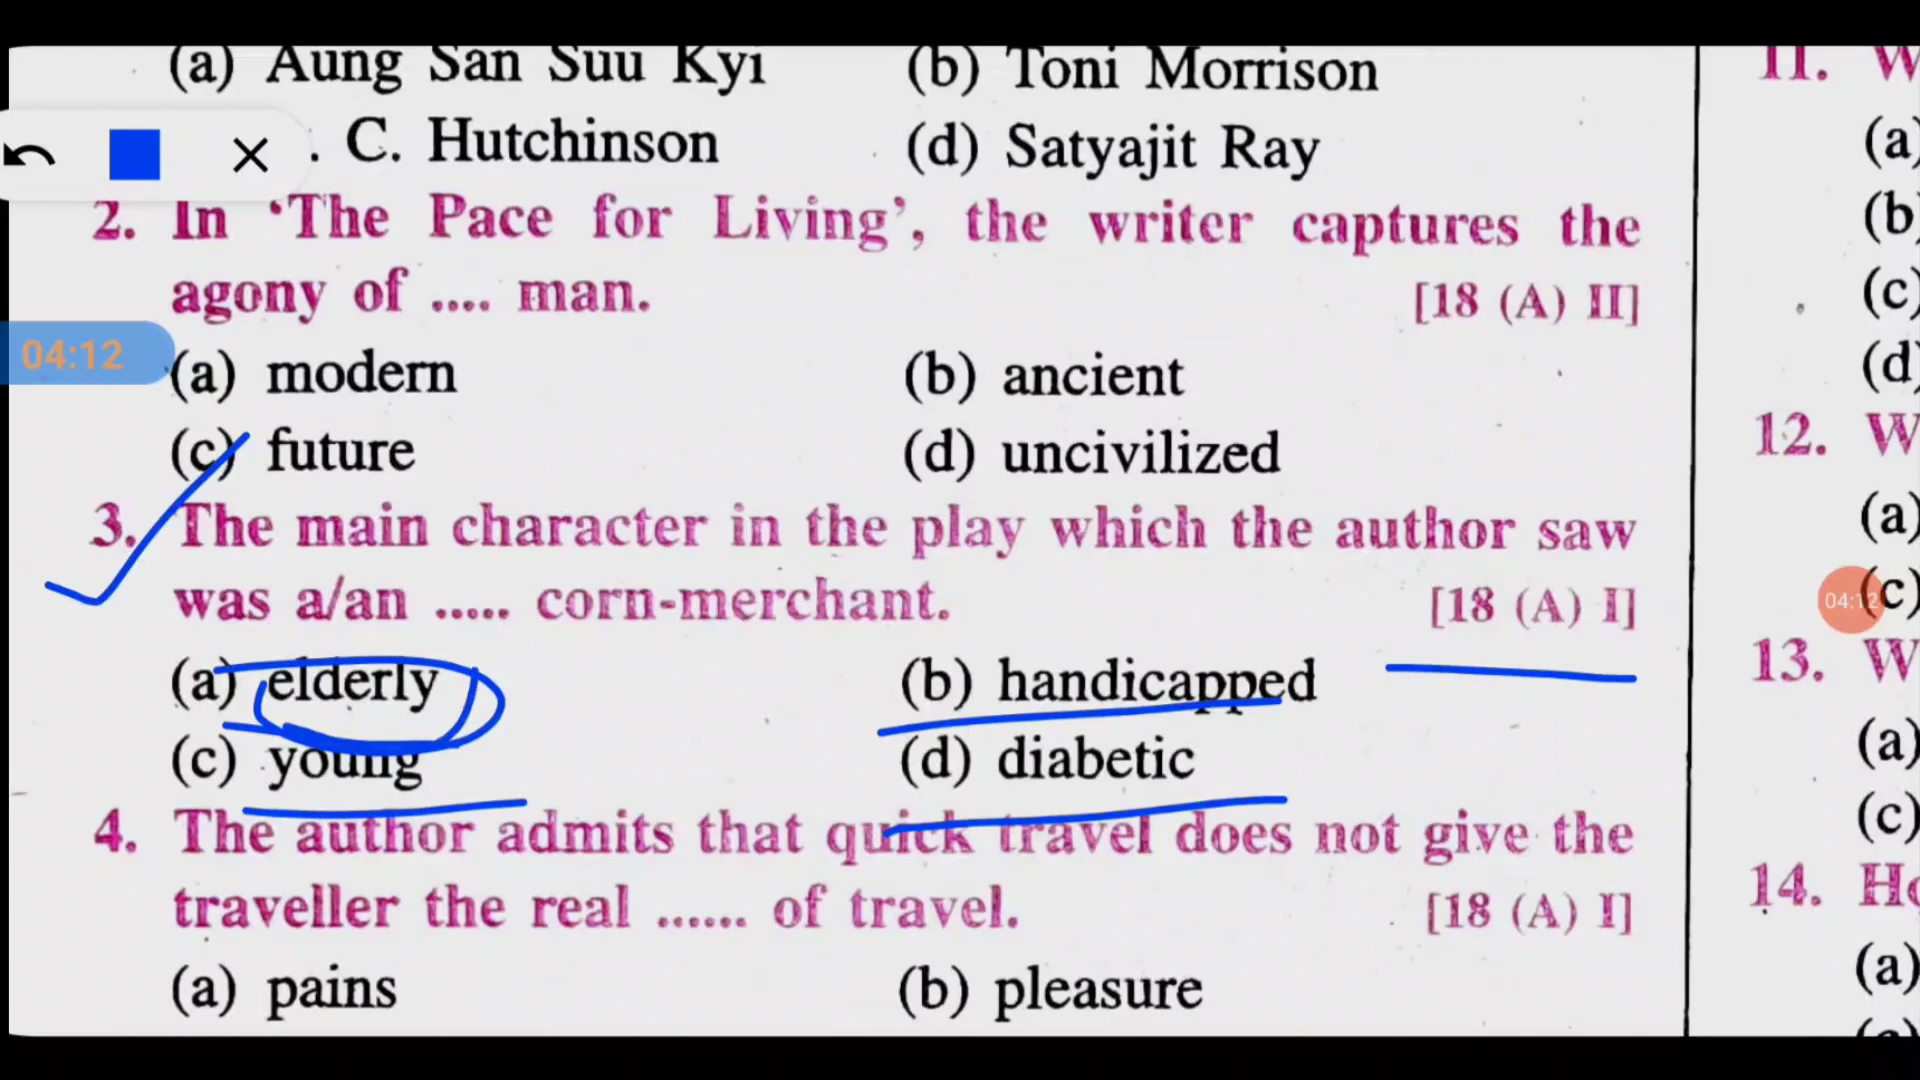 (a) Aung San Suu Kyi (b) Toni Morrison
. C. Hutchinson (d) Satyajit Ray
2. In ‘The Pace for Living’, the writer captures the
agony of .... man. [18 (A) II]
04:12
(a) modern (b) ancient
(c) future (d) uncivilized
3. The main character in the play which the author saw
was a/an ..... corn-merchant. [18 (A) I]
(a) elderly (b) handicapped
(c) young (d) diabetic
4. The author admits that quick travel does not give the
traveller the real ...... of travel. [18 (A) I]
(a) pains (b) pleasure
11. W
(a)
(b)
(c)
(d)
12. W
(a)
04:12
(c)
13. W
(a)
(c)
14. Ho
(a)